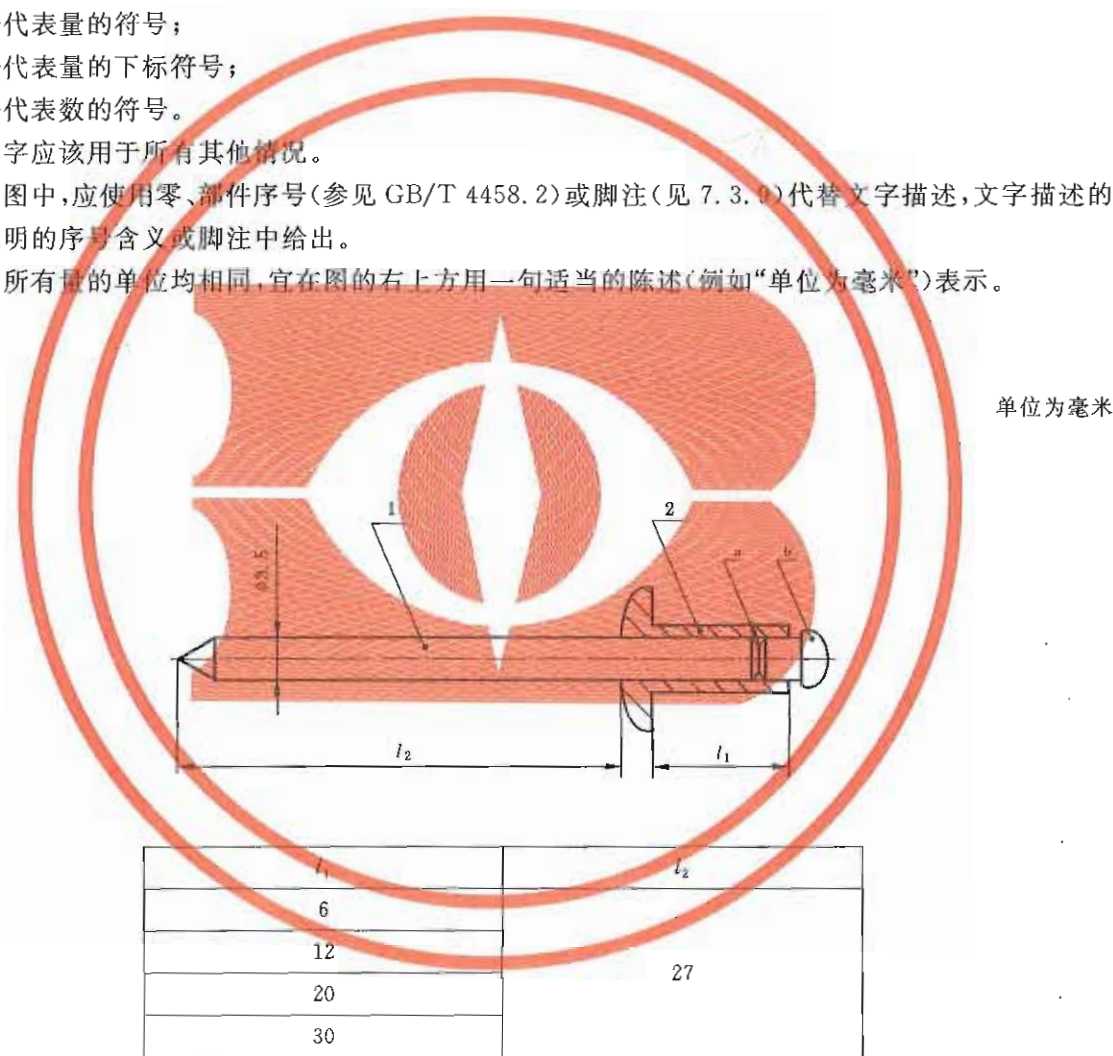 代表量的符号；
代表量的下标符号；
代表数的符号。
字应该用于所有其他情况。
图中，应使用零、部件序号(参见 GB/T 4458.2)或脚注(见 7.3.9)代替文字描述，文字描述的
明的序号含义或脚注中给出。
所有量的单位均相同，宜在图的右上方用一句适当的陈述(例如“单位为毫米”)表示。
单位为毫米
1
2
a
b
φ3.5
l₂
l₁
l₁ l₂
6
12
27
20
30